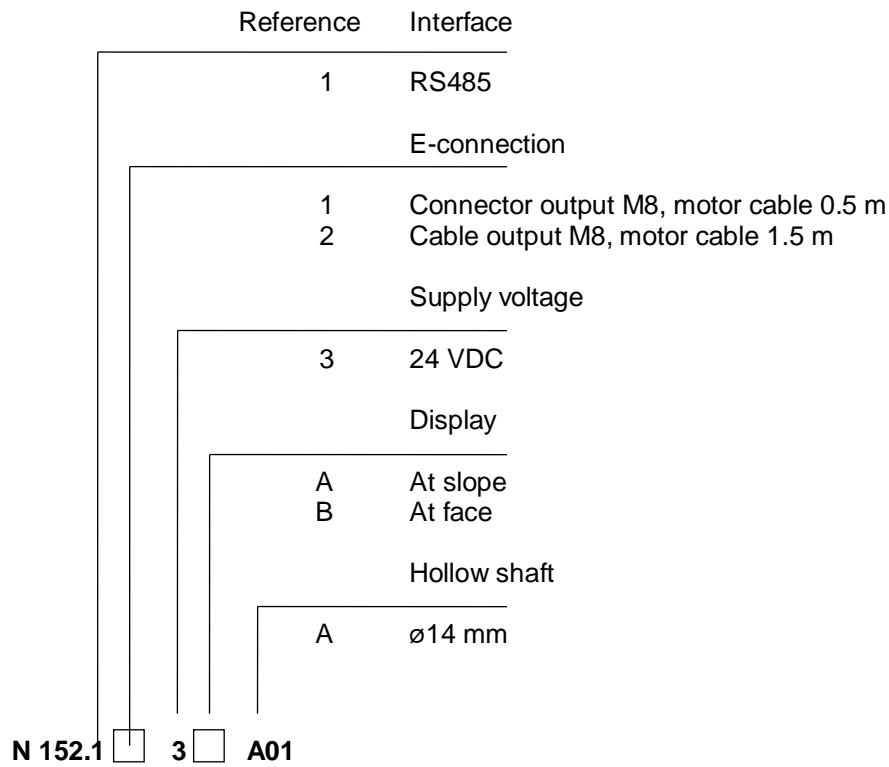 Reference Interface
1 RS485
E-connection
1 Connector output M8, motor cable 0.5 m
2 Cable output M8, motor cable 1.5 m
Supply voltage
3 24 VDC
Display
A At slope
B At face
Hollow shaft
A ø14 mm
N 152.1 3 A01